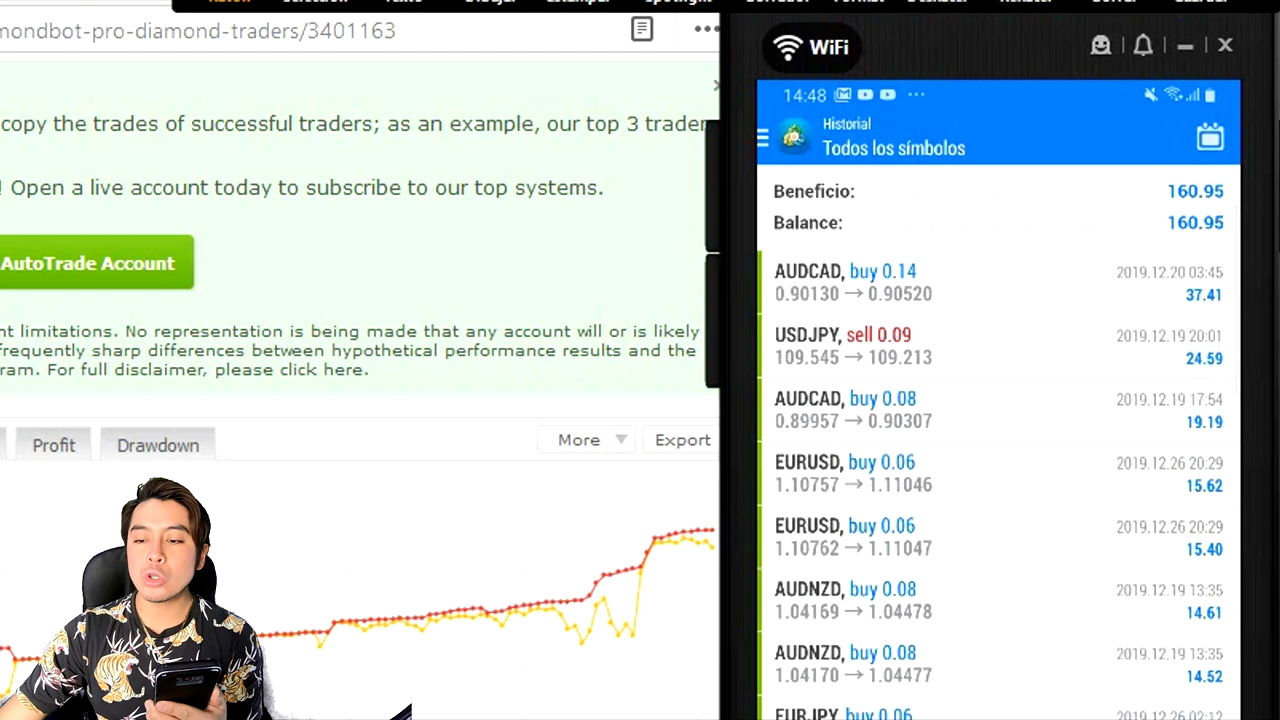 mondbot-pro-diamond-traders/3401163
copy the trades of successful traders; as an example, our top 3 trader
! Open a live account today to subscribe to our top systems.
AutoTrade Account
nt limitations. No representation is being made that any account will or is likely
frequently sharp differences between hypothetical performance results and the
ram. For full disclaimer, please click here.
Profit
Drawdown
More
Export
WiFi
14:48
Historial
Todos los símbolos
Beneficio: 160.95
Balance: 160.95
AUDCAD, buy 0.14 2019.12.20 03:45
0.90130 → 0.90520 37.41
USDJPY, sell 0.09 2019.12.19 20:01
109.545 → 109.213 24.59
AUDCAD, buy 0.08 2019.12.19 17:54
0.89957 → 0.90307 19.19
EURUSD, buy 0.06 2019.12.26 20:29
1.10757 → 1.11046 15.62
EURUSD, buy 0.06 2019.12.26 20:29
1.10762 → 1.11047 15.40
AUDNZD, buy 0.08 2019.12.19 13:35
1.04169 → 1.04478 14.61
AUDNZD, buy 0.08 2019.12.19 13:35
1.04170 → 1.04477 14.52
EURJPY, buy 0.06 2019.12.26 02:12